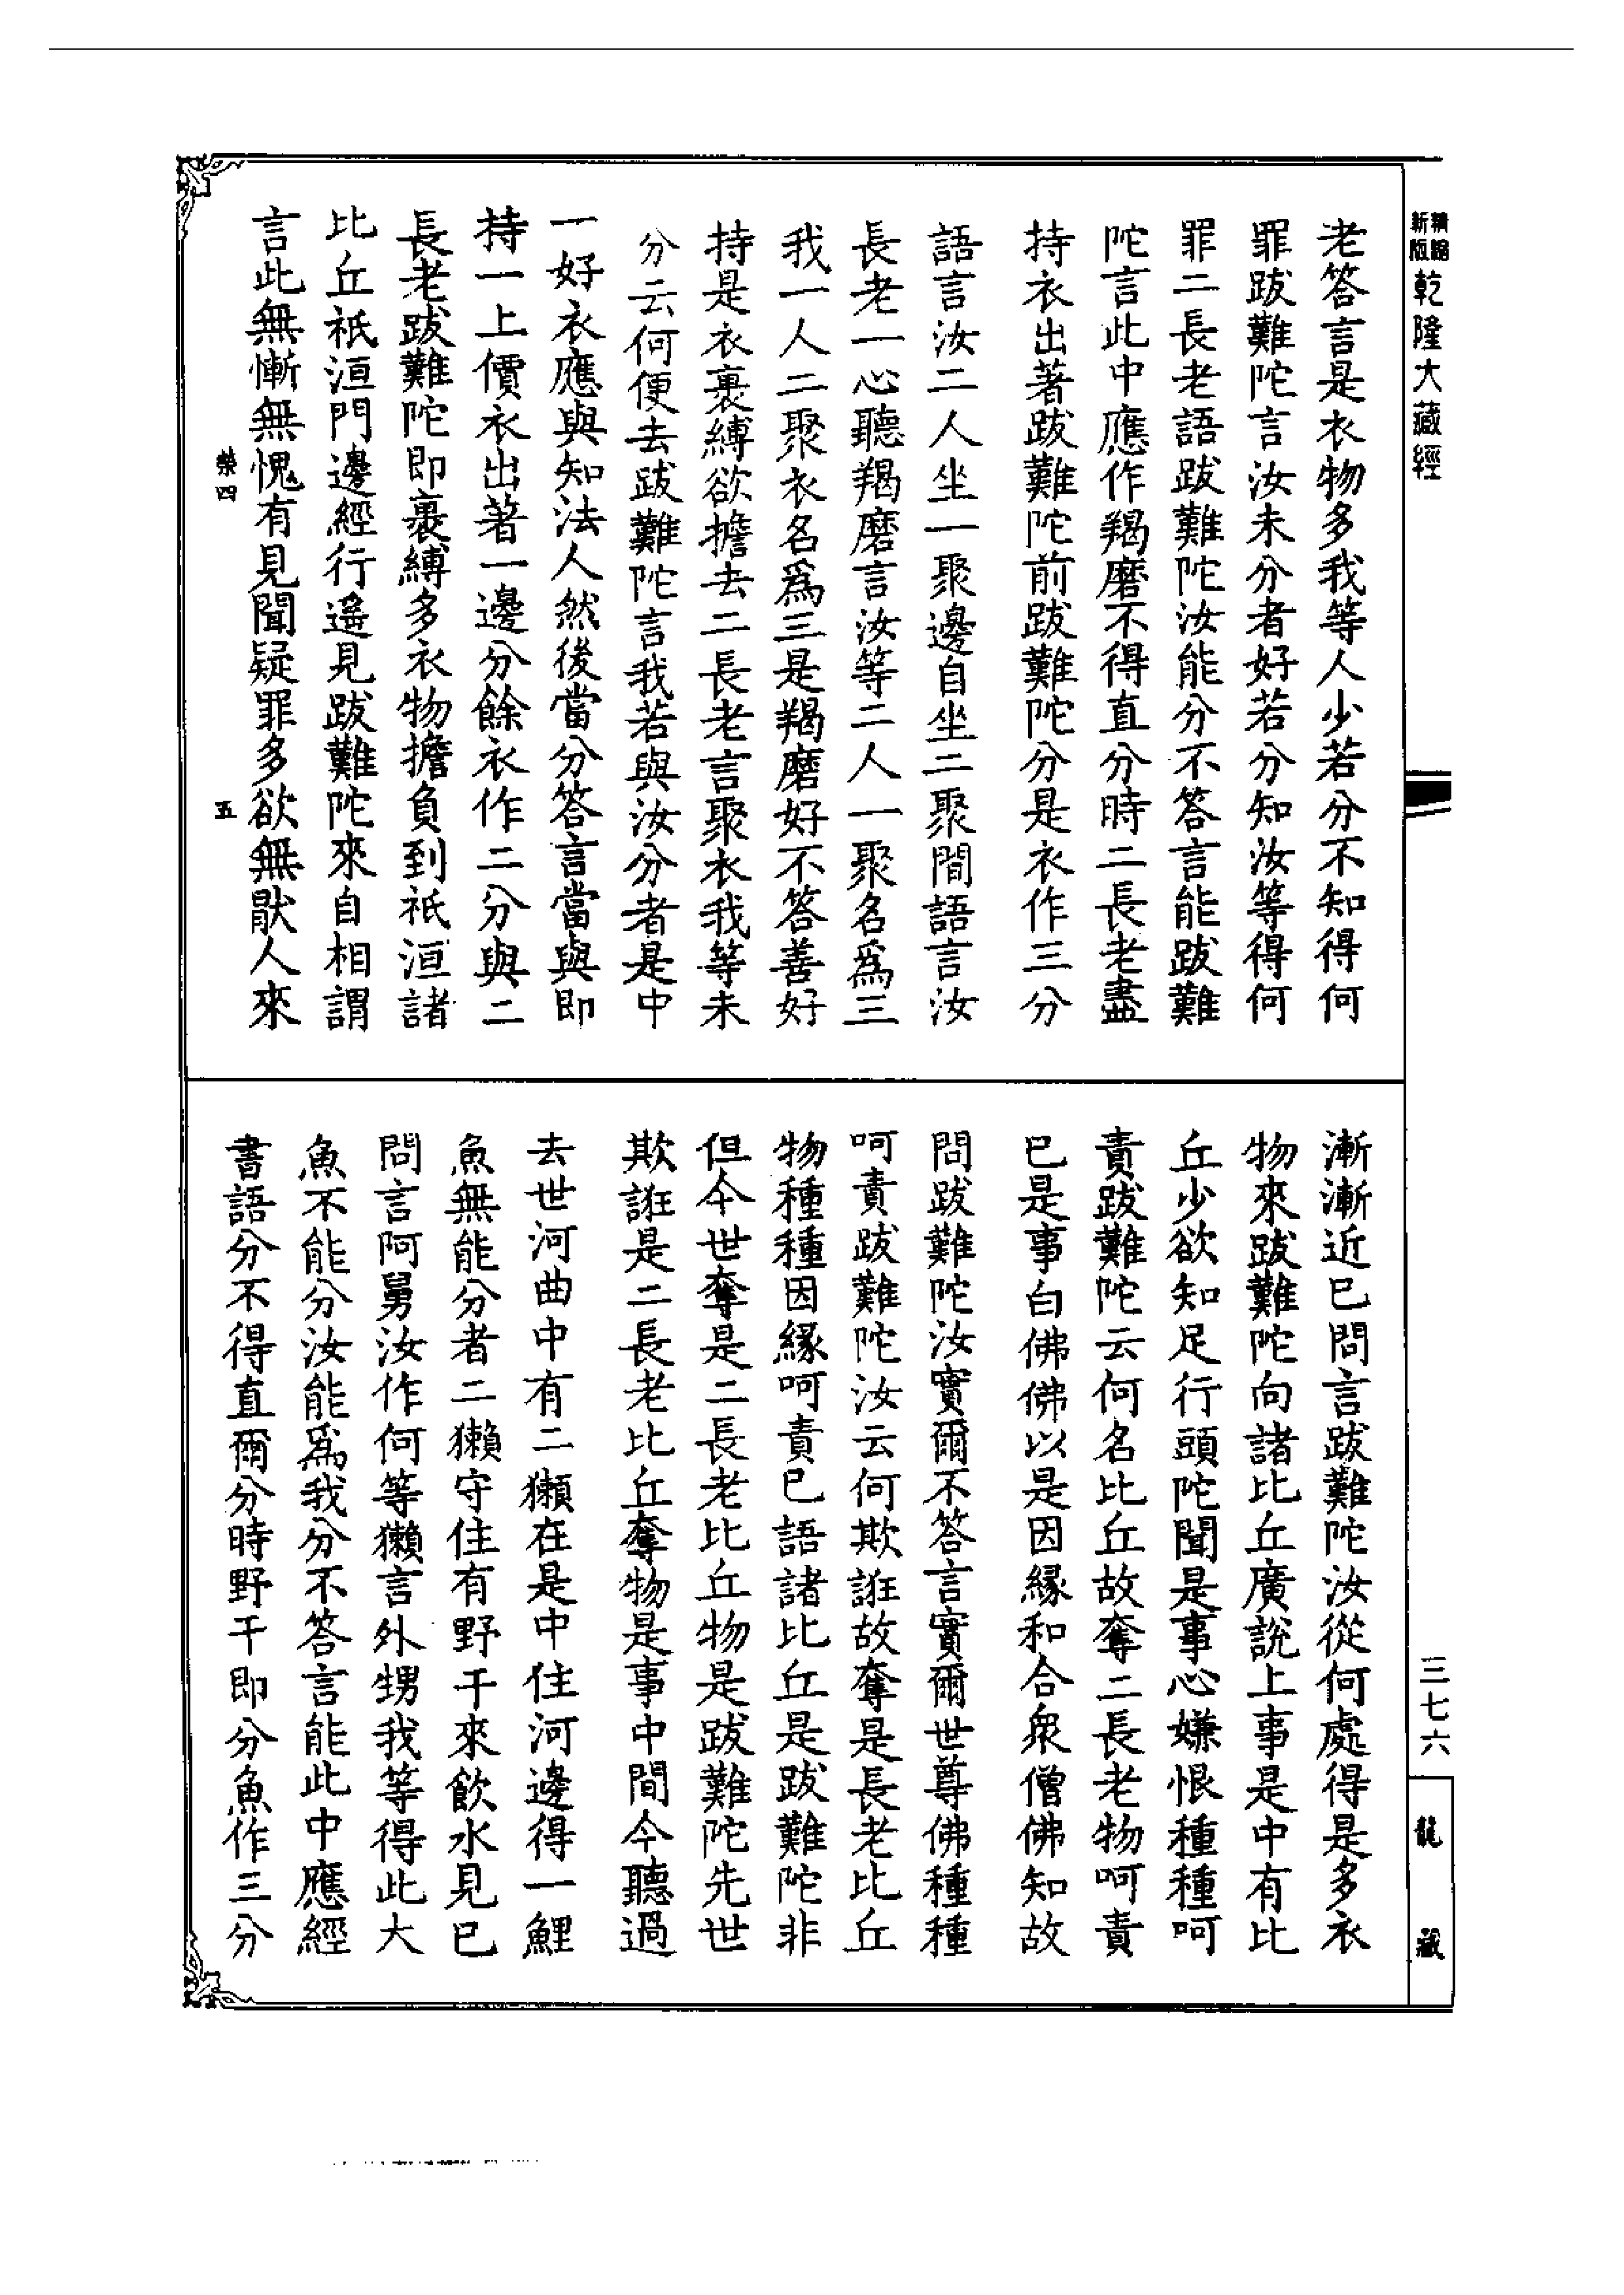 新版精縮乾隆大藏經
三七六
龍藏
老答言是衣物多我等人少若分不知得何
罪跋難陀言汝未分者好若分知汝等得何
罪二長老語跋難陀汝能分不答言能跋難
陀言此中應作羯磨不得直分時二長老盡
持衣出著跋難陀前跋難陀分是衣作三分
語言汝二人坐一聚邊自坐二聚間語言汝
長老一心聽羯磨言汝等二人一聚名為三
我一人二聚衣名為三是羯磨好不答善好
持是衣裹縛欲擔去二長老言聚衣我等未
分云何便去跋難陀言我若與汝分者是中
一好衣應與知法人然後當分答言當與即
持一上價衣出著一邊分餘衣作二分與二
長老跋難陀即裹縛多衣物擔負到祇洹諸
比丘祇洹門邊經行遙見跋難陀來自相謂
言此無慚無愧有見聞疑罪多欲無猒人來
榮四
五
漸漸近已問言跋難陀汝從何處得是多衣
物來跋難陀向諸比丘廣說上事是中有比
丘少欲知足行頭陀聞是事心嫌恨種種呵
責跋難陀云何名比丘故奪二長老物呵責
已是事白佛佛以是因緣和合眾僧佛知故
問跋難陀汝實爾不答言實爾世尊佛種種
呵責跋難陀汝云何欺誑故奪是長老比丘
物種種因緣呵責已語諸比丘是跋難陀非
但今世奪是二長老比丘物是跋難陀先世
欺誑是二長老比丘奪物是事中間今聽過
去世河曲中有二獺在是中住河邊得一鯉
魚無能分者二獺守住有野干來飲水見已
問言阿舅汝作何等獺言外甥我等得此大
魚不能分汝能為我分不答言能此中應經
書語分不得直爾分時野干即分魚作三分